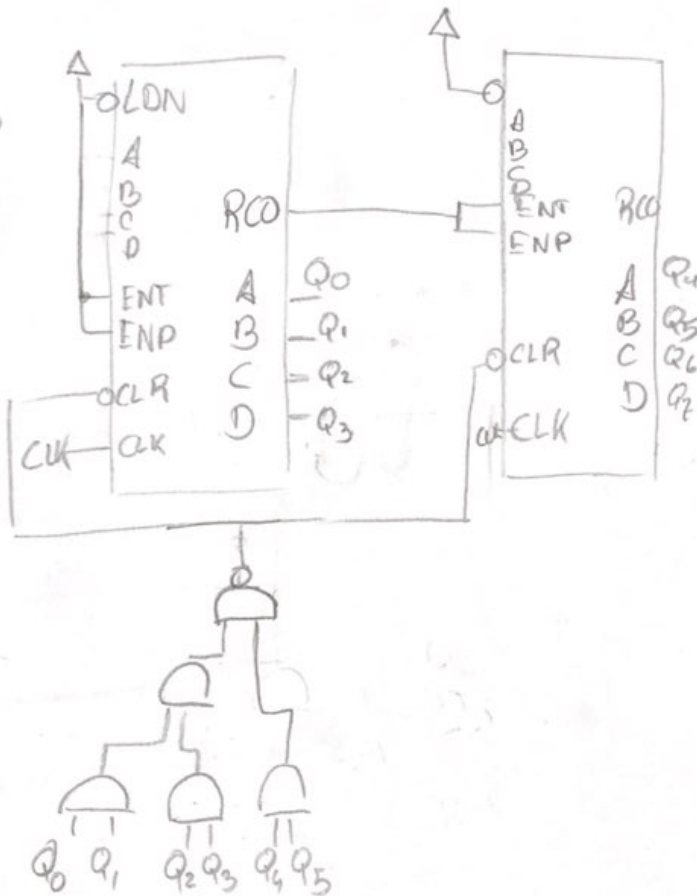 LDN
A
B
C
D
RCO
ENT
ENP
CLR
CLK
CLK
A Q0
B Q1
C Q2
D Q3
A
B
C
D
ENT
ENP
RCO
CLR
CLK CLK
A Q4
B Q5
C Q6
D Q7
Q0 Q1 Q2 Q3 Q4 Q5